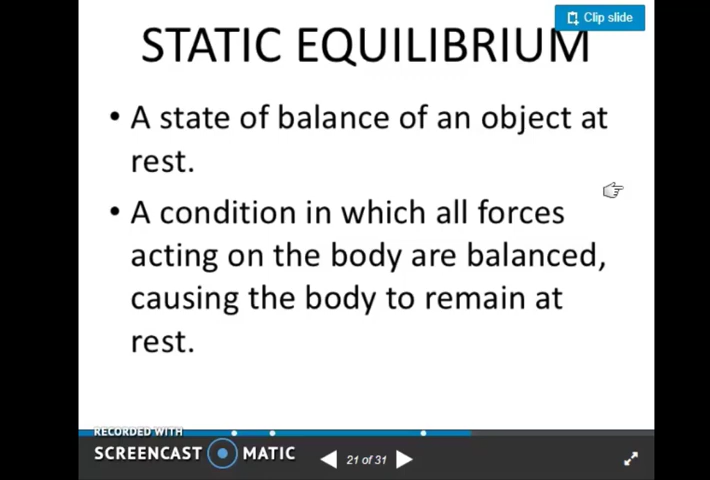 Clip slide
STATIC EQUILIBRIUM
• A state of balance of an object at
rest.
• A condition in which all forces
acting on the body are balanced,
causing the body to remain at
rest.
RECORDED WITH
SCREENCAST MATIC
21 of 31